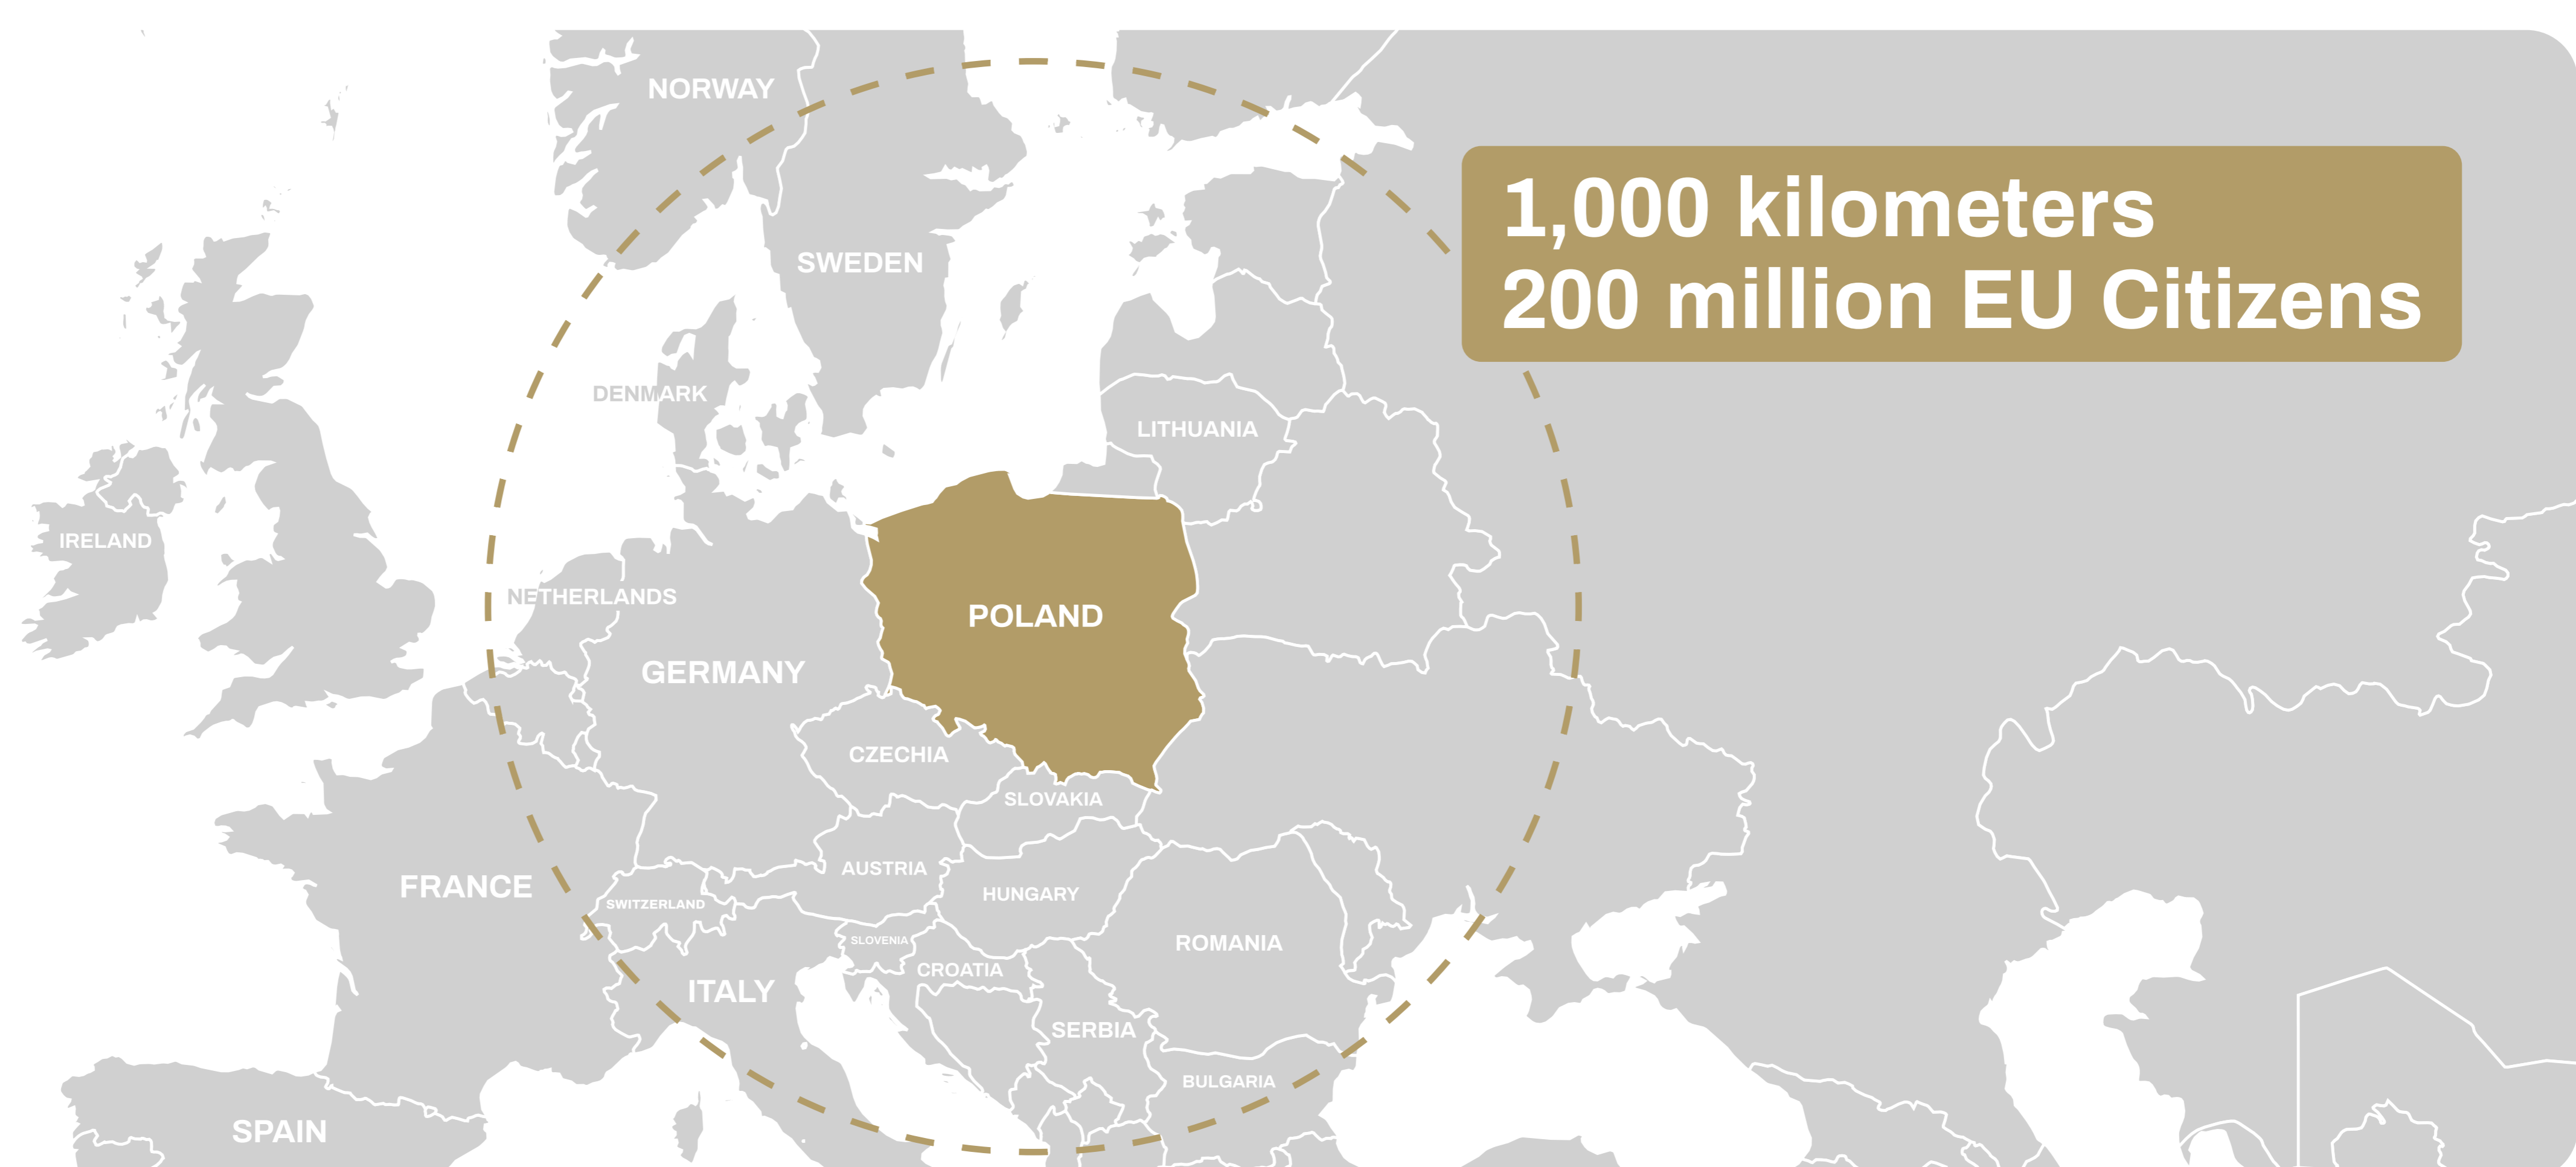 NORWAY
1,000 kilometers
200 million EU Citizens
SWEDEN
DENMARK
LITHUANIA
IRELAND
NETHERLANDS
POLAND
GERMANY
CZECHIA
SLOVAKIA
AUSTRIA
FRANCE
HUNGARY
SWITZERLAND
SLOVENIA
ROMANIA
CROATIA
ITALY
SERBIA
BULGARIA
SPAIN